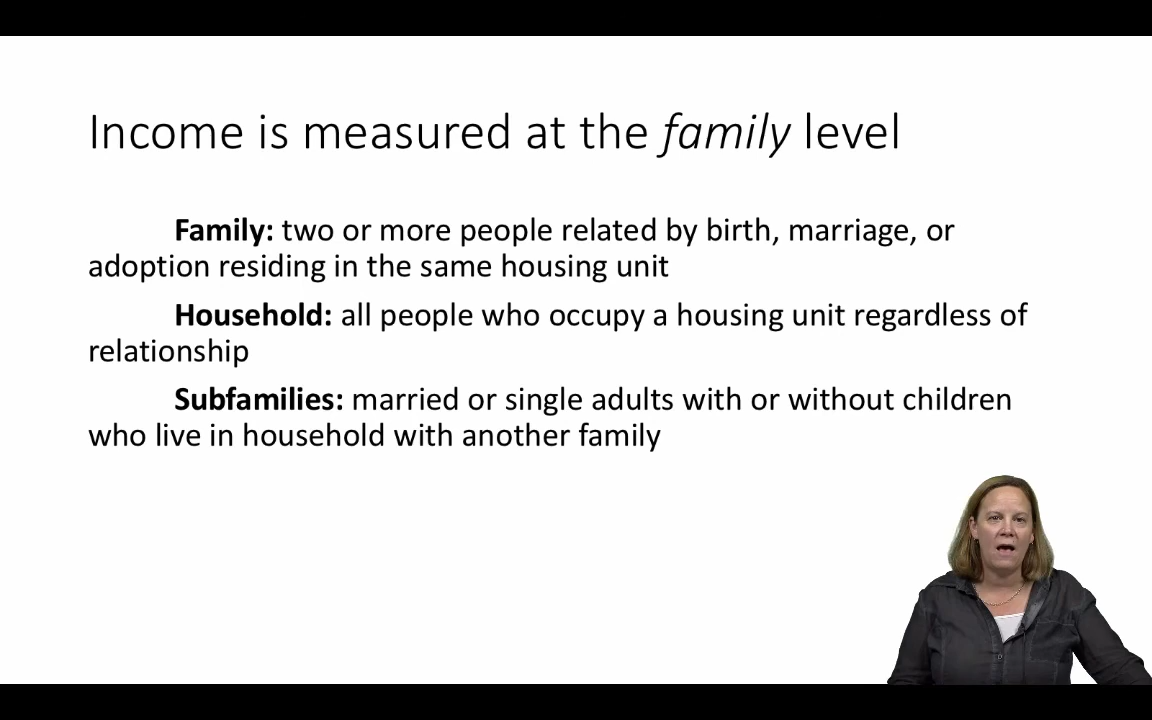 Income is measured at the family level
Family: two or more people related by birth, marriage, or
adoption residing in the same housing unit
Household: all people who occupy a housing unit regardless of
relationship
Subfamilies: married or single adults with or without children
who live in household with another family